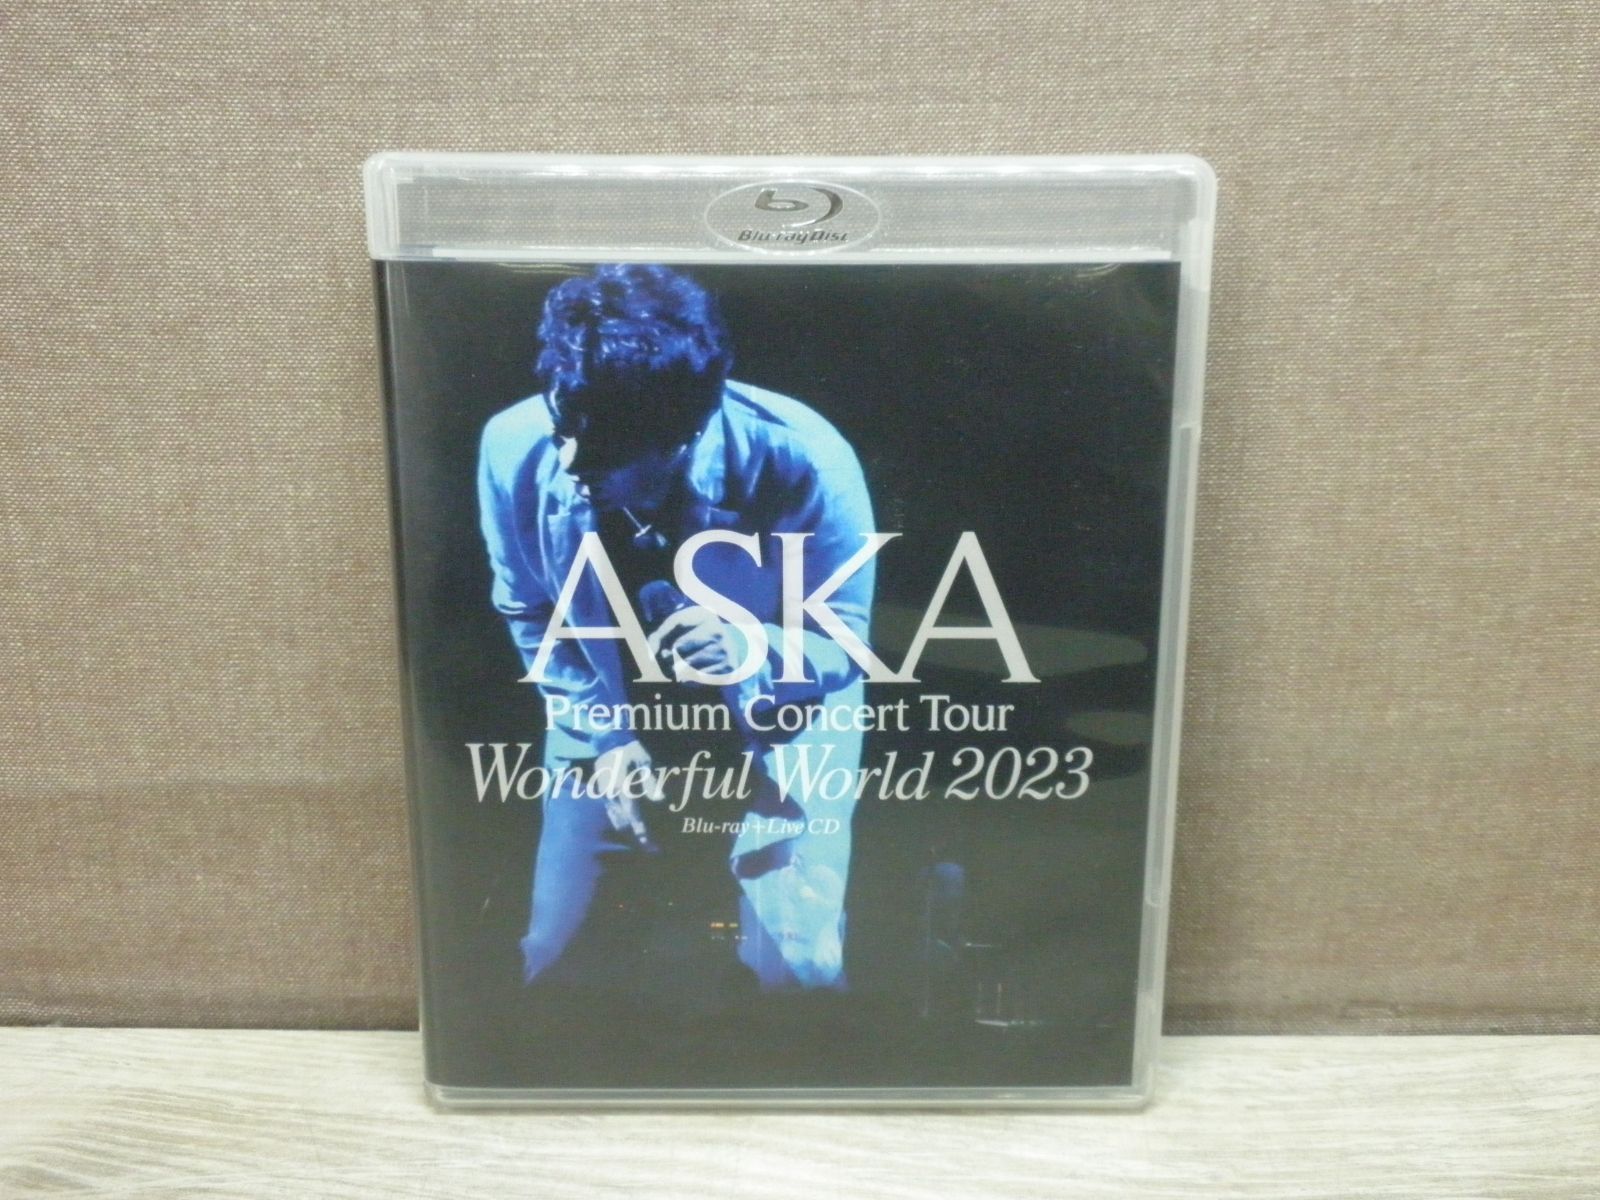 Blu-ray Disc
ASKA
Premium Concert Tour
Wonderful World 2023
Blu-ray+Live CD